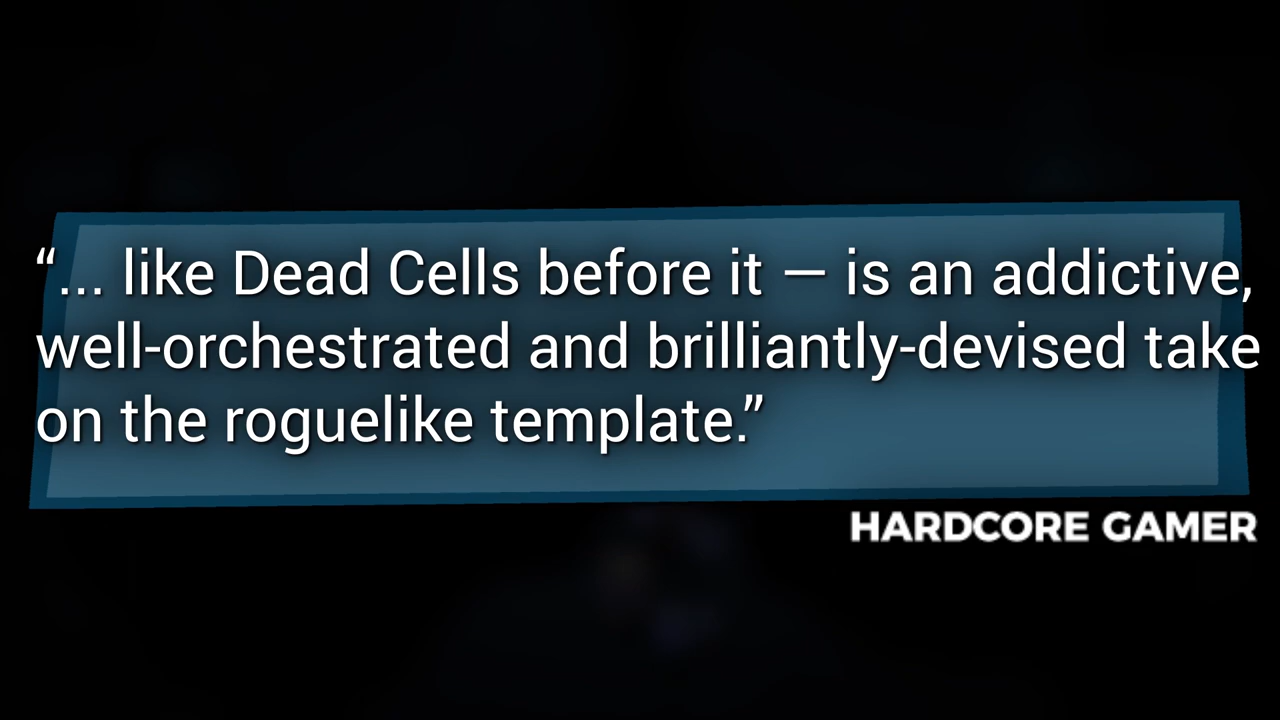 “... like Dead Cells before it — is an addictive,
well-orchestrated and brilliantly-devised take
on the roguelike template.”
HARDCORE GAMER